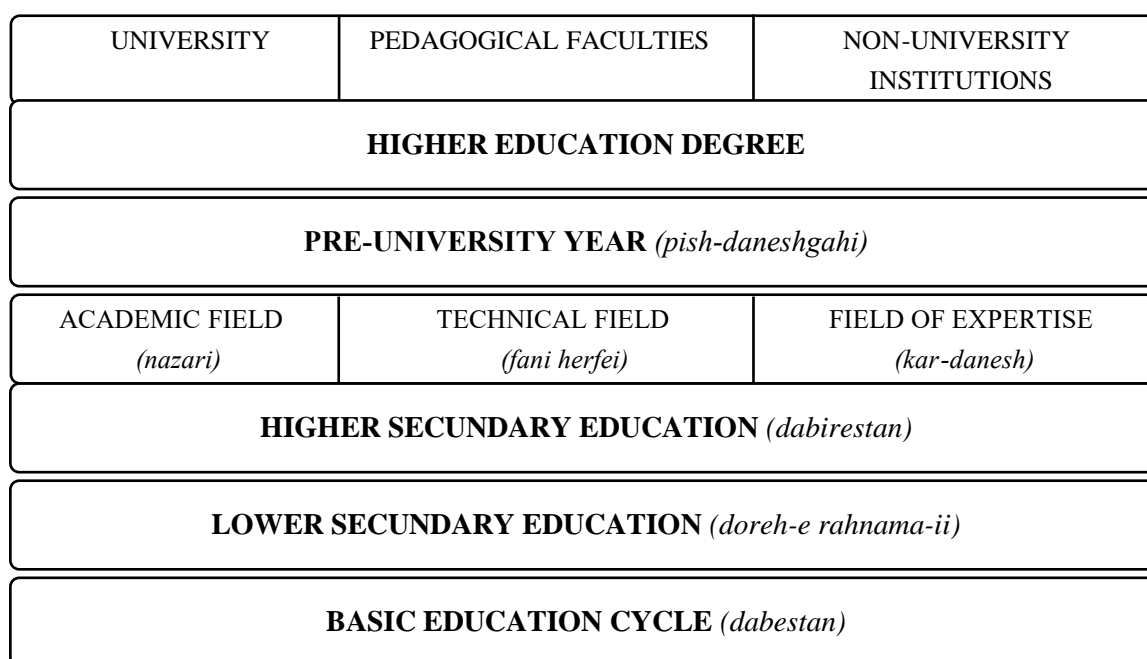 UNIVERSITY
PEDAGOGICAL FACULTIES
NON-UNIVERSITY
INSTITUTIONS
HIGHER EDUCATION DEGREE
PRE-UNIVERSITY YEAR (pish-daneshgahi)
ACADEMIC FIELD
(nazari)
TECHNICAL FIELD
(fani herfei)
FIELD OF EXPERTISE
(kar-danesh)
HIGHER SECUNDARY EDUCATION (dabirestan)
LOWER SECUNDARY EDUCATION (doreh-e rahnama-ii)
BASIC EDUCATION CYCLE (dabestan)